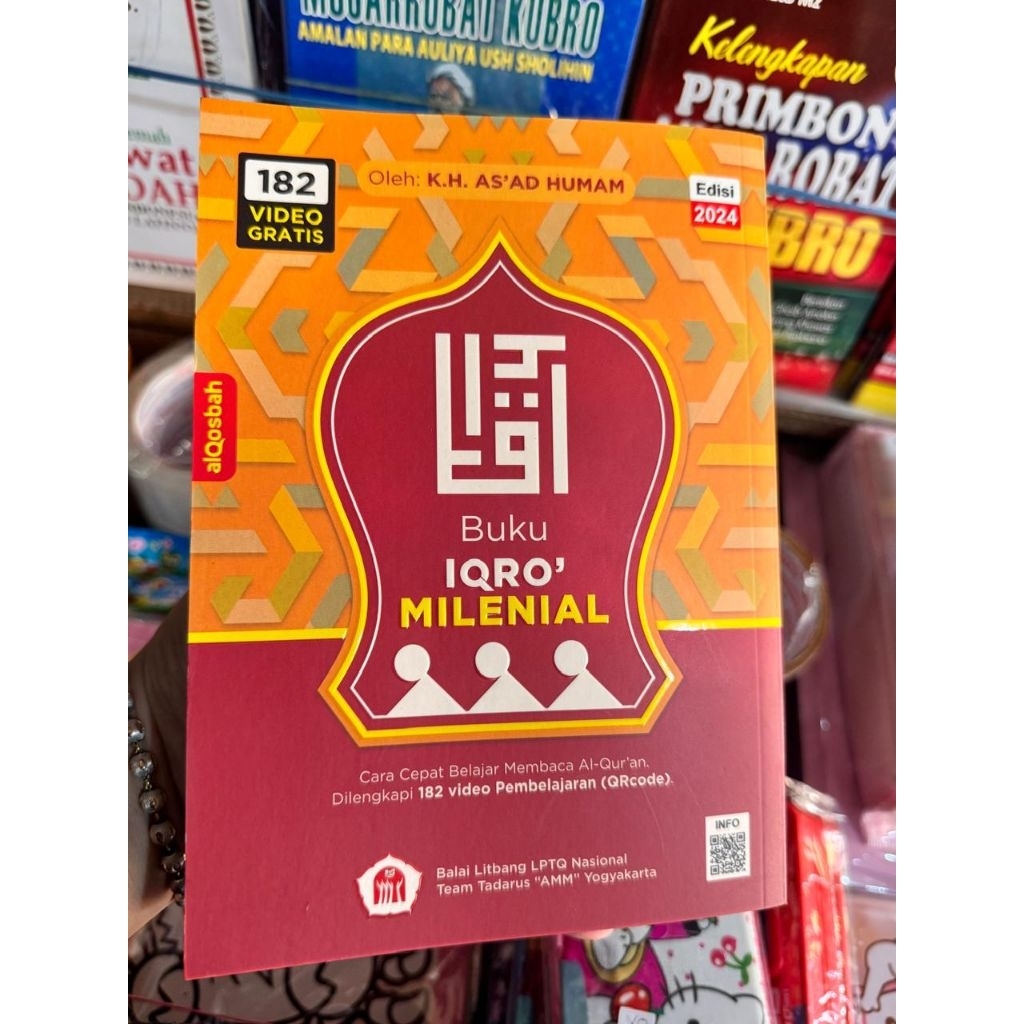 MUJARROBAT KUBRO
AMALAN PARA AULIYA USH SHOLIHIN
Kelengkapan
PRIMBON
182
VIDEO
GRATIS
Oleh: K.H. AS'AD HUMAM
Edisi
2024
alQosbah
اقرأ
Buku
IQRO'
MILENIAL
Cara Cepat Belajar Membaca Al-Qur'an.
Dilengkapi 182 video Pembelajaran (QRcode).
INFO
Balai Litbang LPTQ Nasional
Team Tadarus "AMM" Yogyakarta